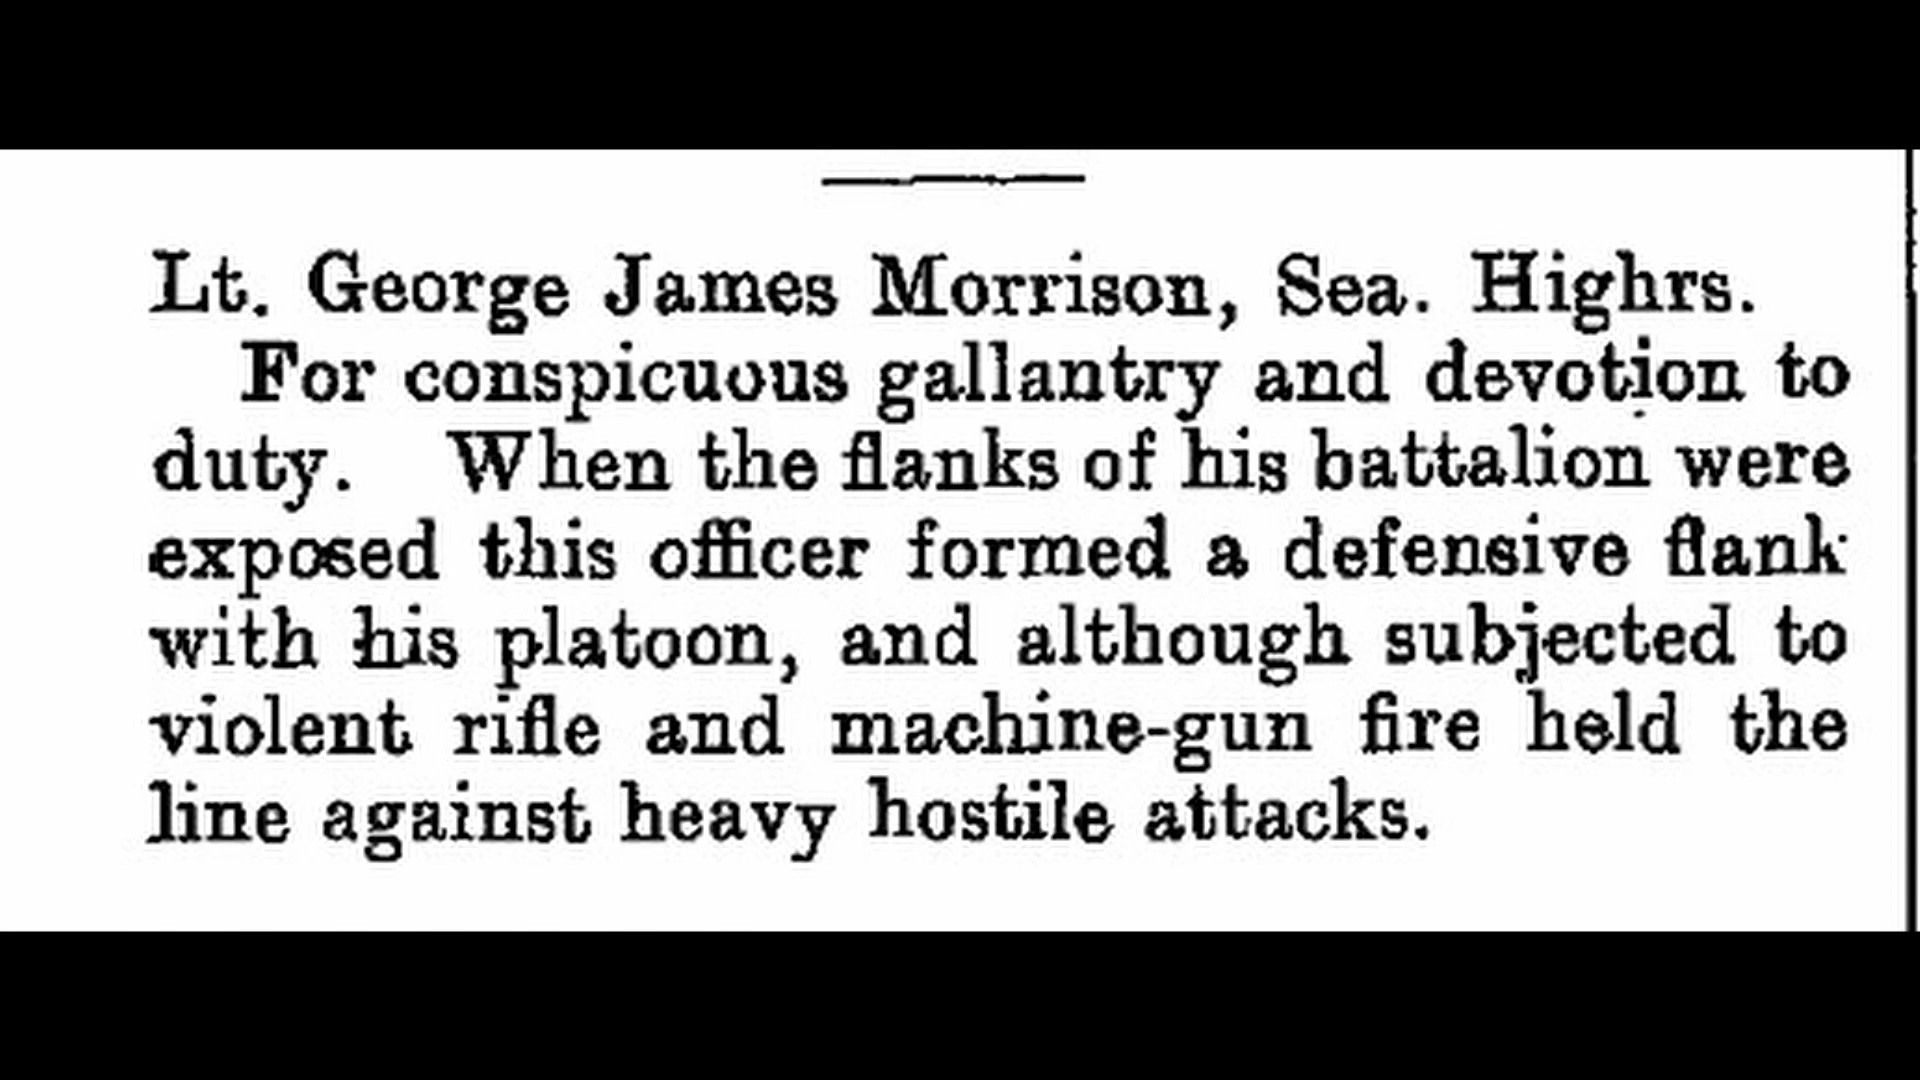 Lt. George James Morrison, Sea. Highrs.
For conspicuous gallantry and devotion to
duty. When the flanks of his battalion were
exposed this officer formed a defensive flank
with his platoon, and although subjected to
violent rifle and machine-gun fire held the
line against heavy hostile attacks.